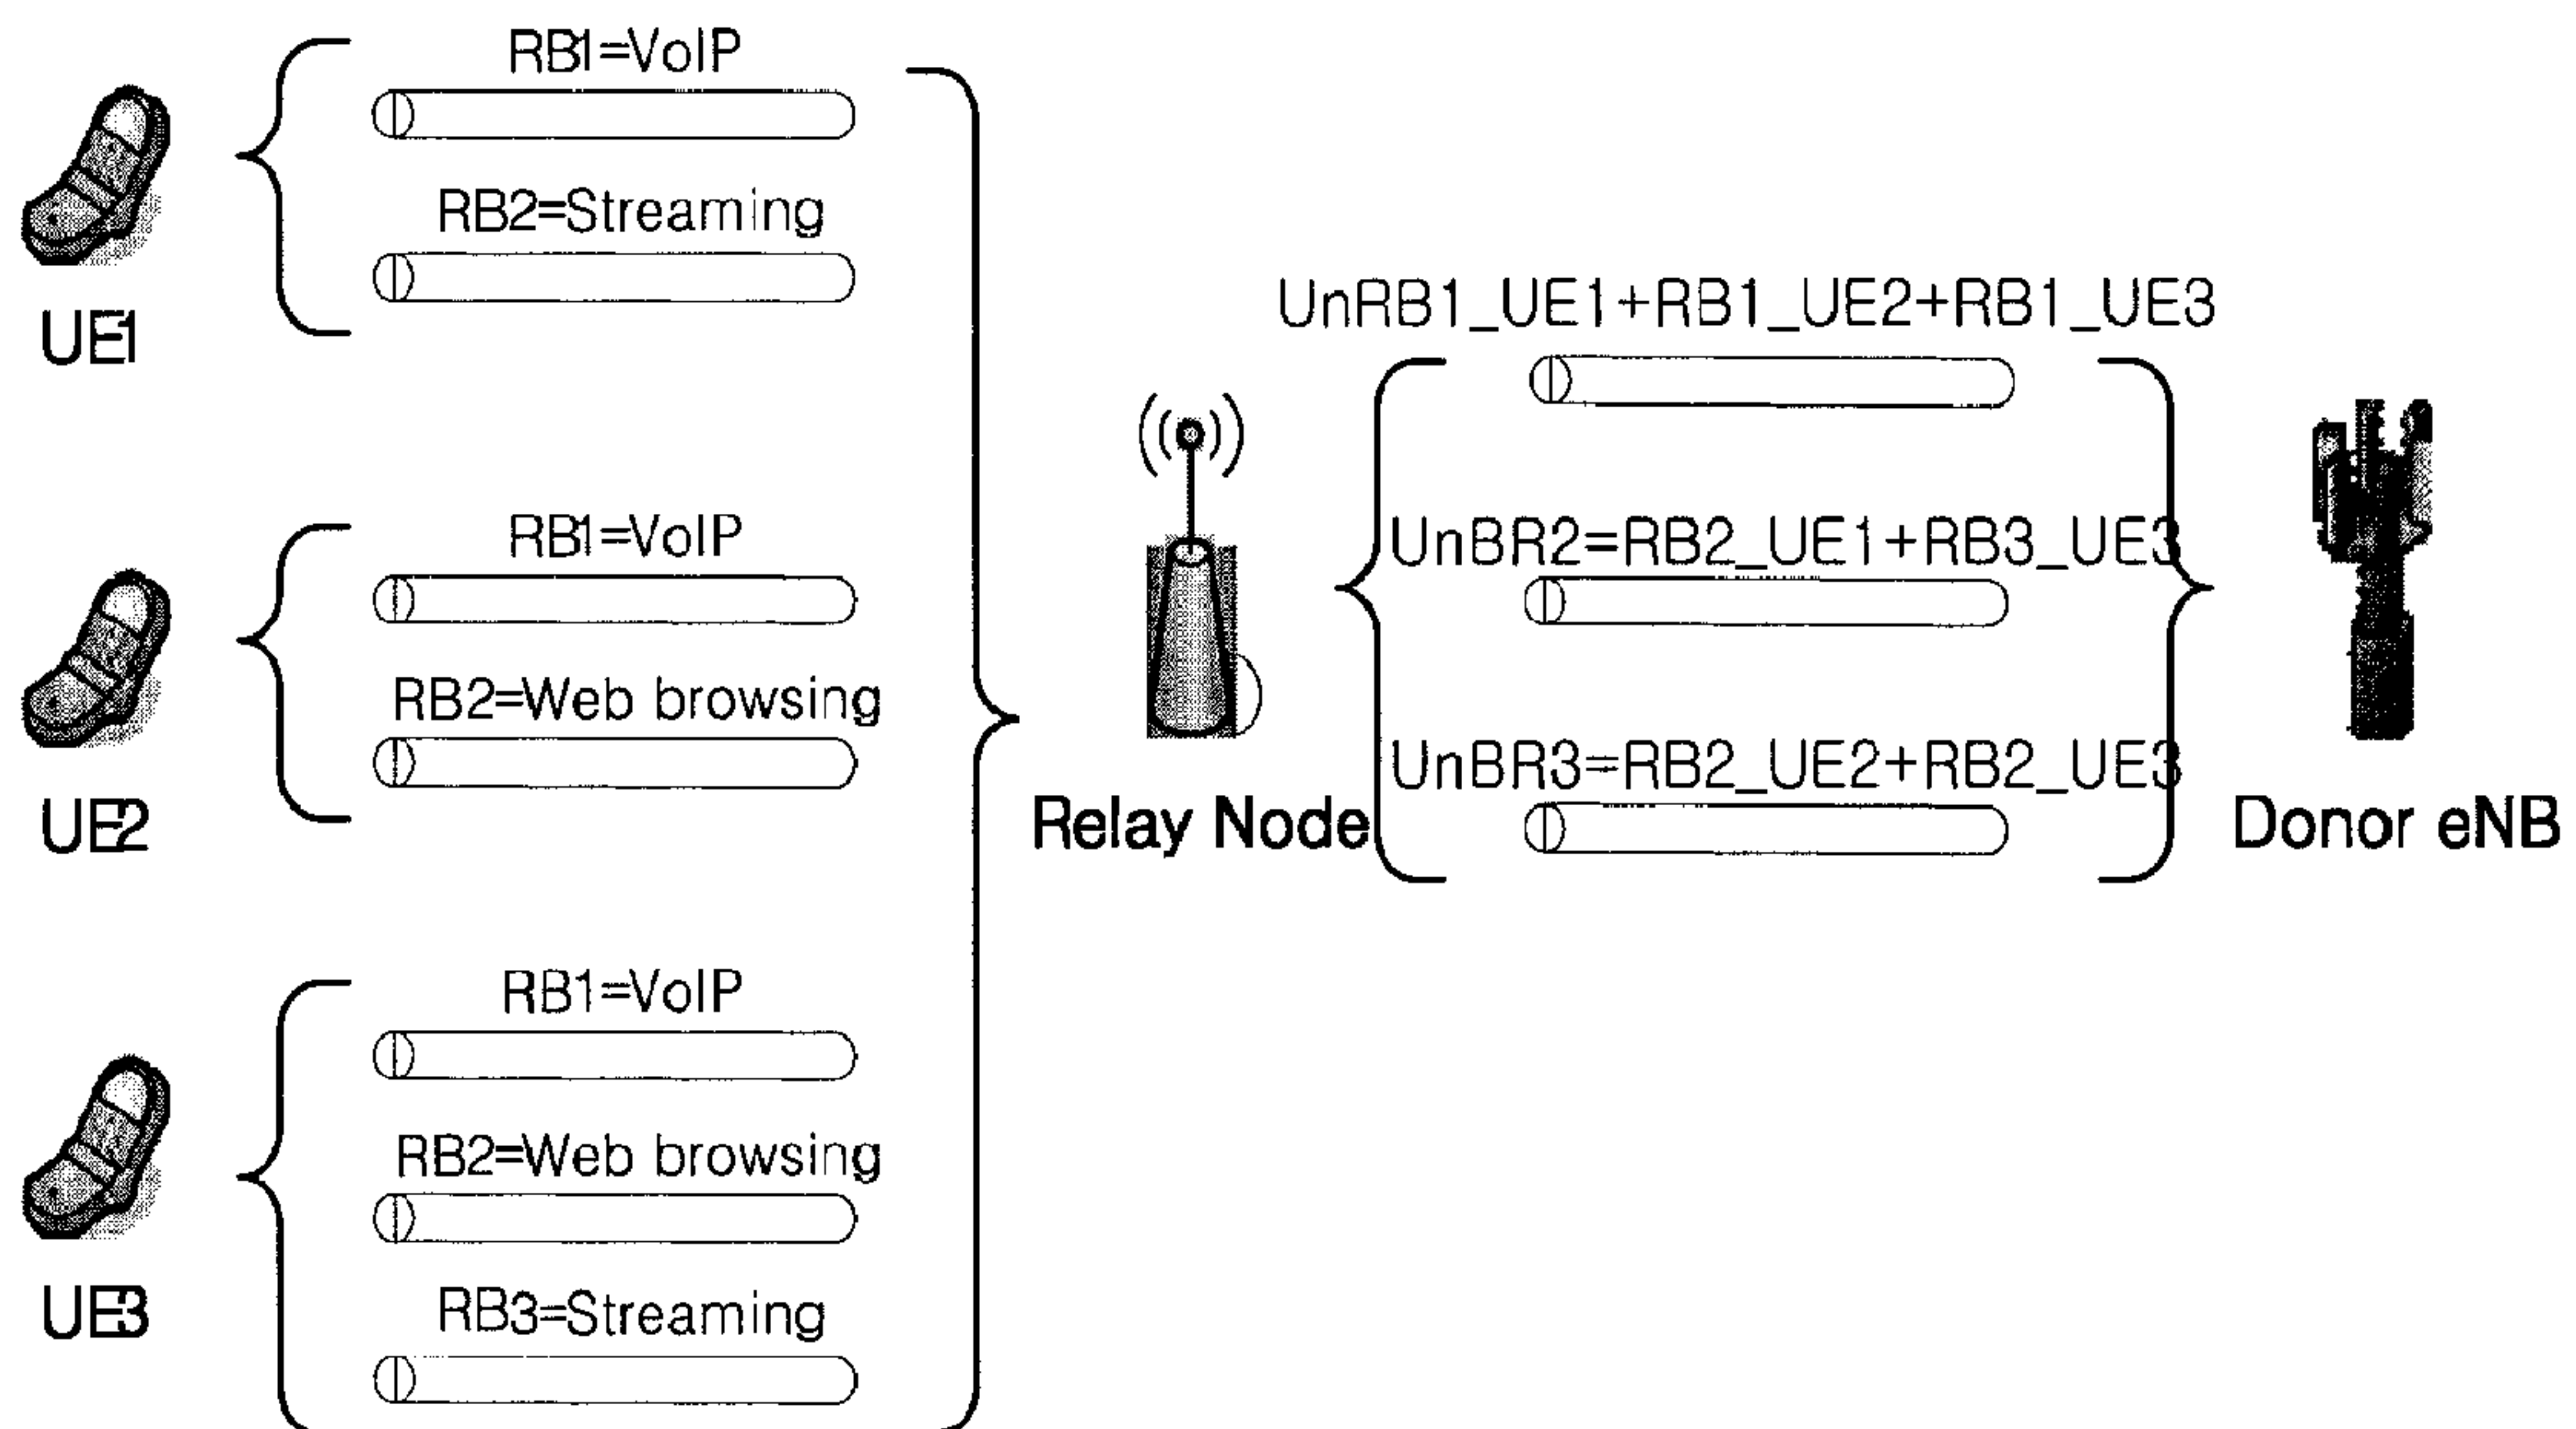 RB1=VoIP
RB2=Streaming
UE1
RB1=VoIP
RB2=Web browsing
UE2
RB1=VoIP
RB2=Web browsing
RB3=Streaming
UE3
Relay Node
UnRB1_UE1+RB1_UE2+RB1_UE3
UnBR2=RB2_UE1+RB3_UE3
UnBR3=RB2_UE2+RB2_UE3
Donor eNB